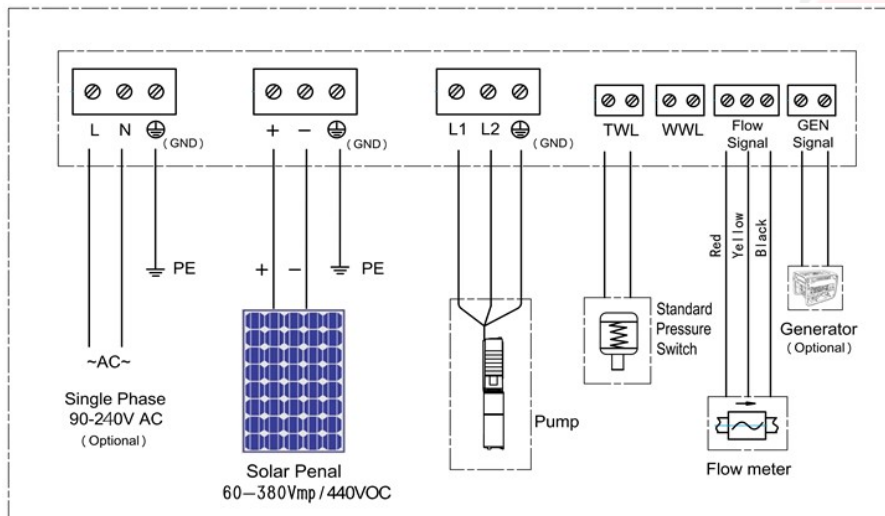 L N (GND)
+ − (GND)
L1 L2 (GND)
TWL
WWL
Flow
Signal
GEN
Signal
PE
+ − PE
Red
Yellow
Black
~AC~
Single Phase
90-240V AC
(Optional)
Solar Penal
60—380Vmp/440VOC
Pump
Standard
Pressure
Switch
Flow meter
Generator
(Optional)